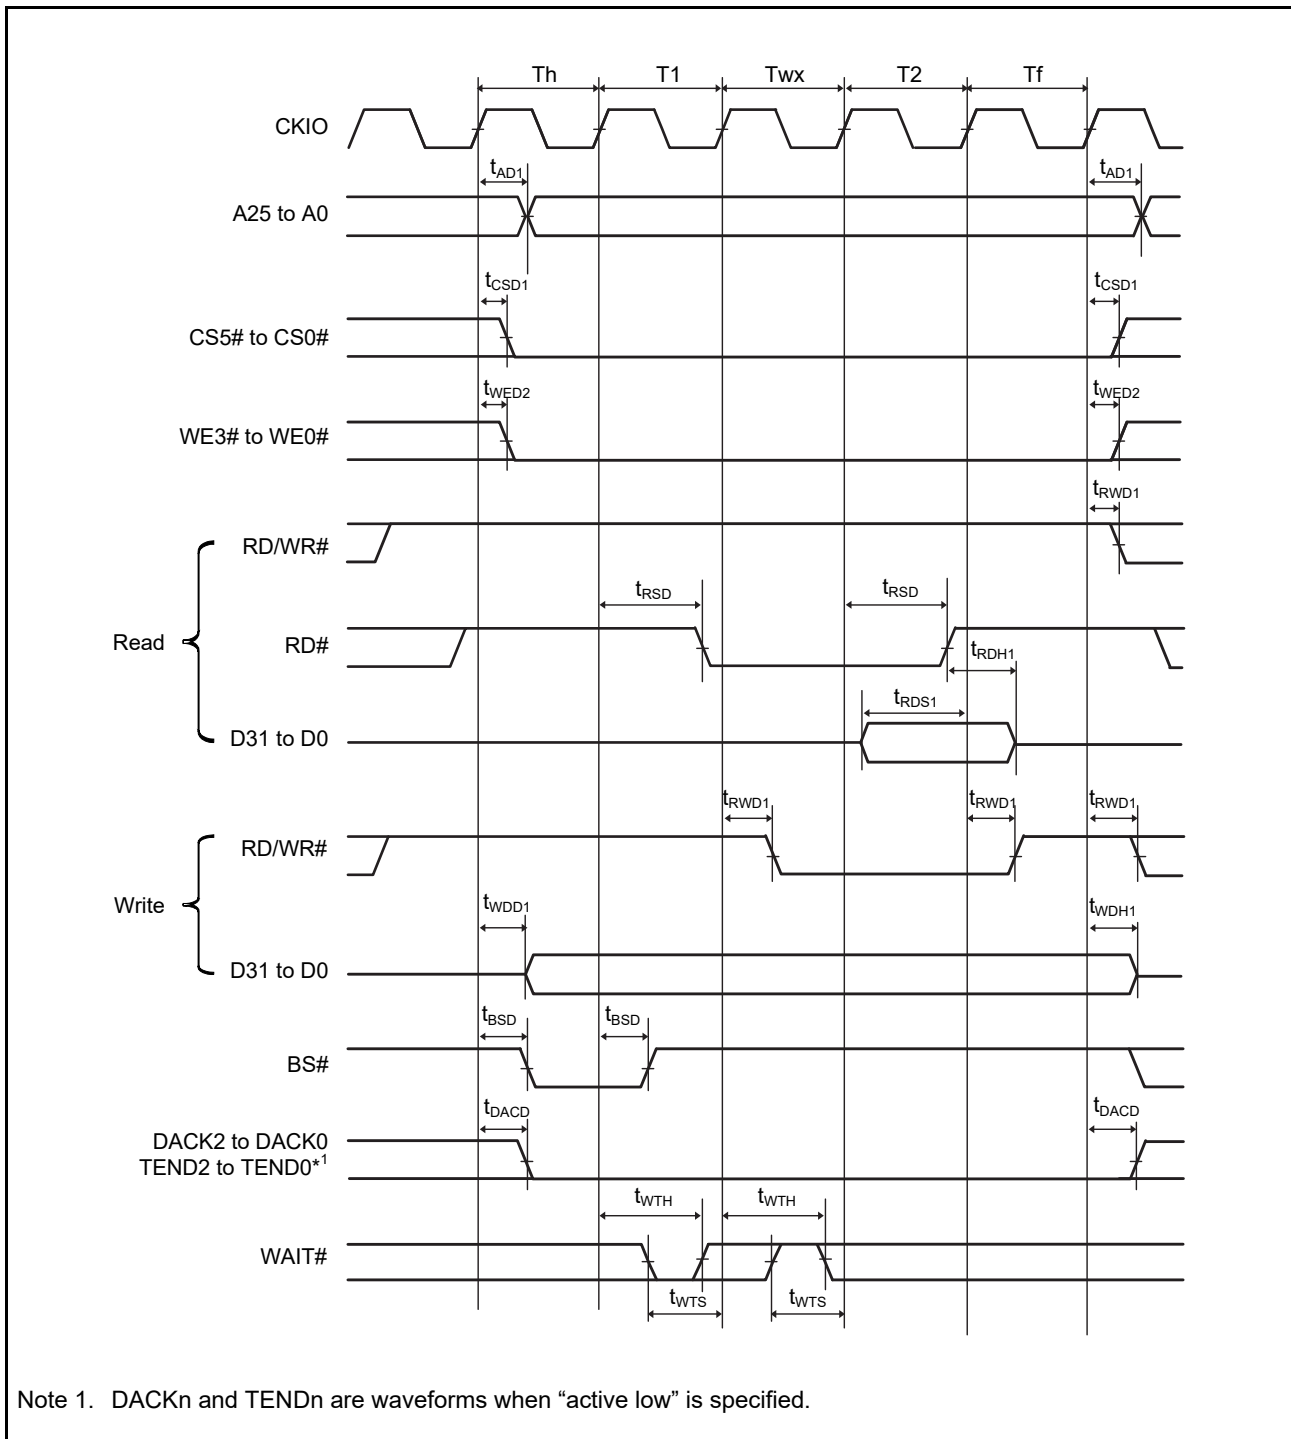 Th T1 Twx T2 Tf
CKIO
tAD1 tAD1
A25 to A0
tCSD1 tCSD1
CS5# to CS0#
tWED2 tWED2
WE3# to WE0#
tRWD1
RD/WR#
tRSD tRSD
Read
RD#
tRDH1
tRDS1
D31 to D0
tRWD1 tRWD1 tRWD1
RD/WR#
Write
tWDD1 tWDH1
D31 to D0
tBSD tBSD
BS#
tDACD tDACD
DACK2 to DACK0
TEND2 to TEND0*1
tWTH tWTH
WAIT#
tWTS tWTS
Note 1. DACKn and TENDn are waveforms when “active low” is specified.